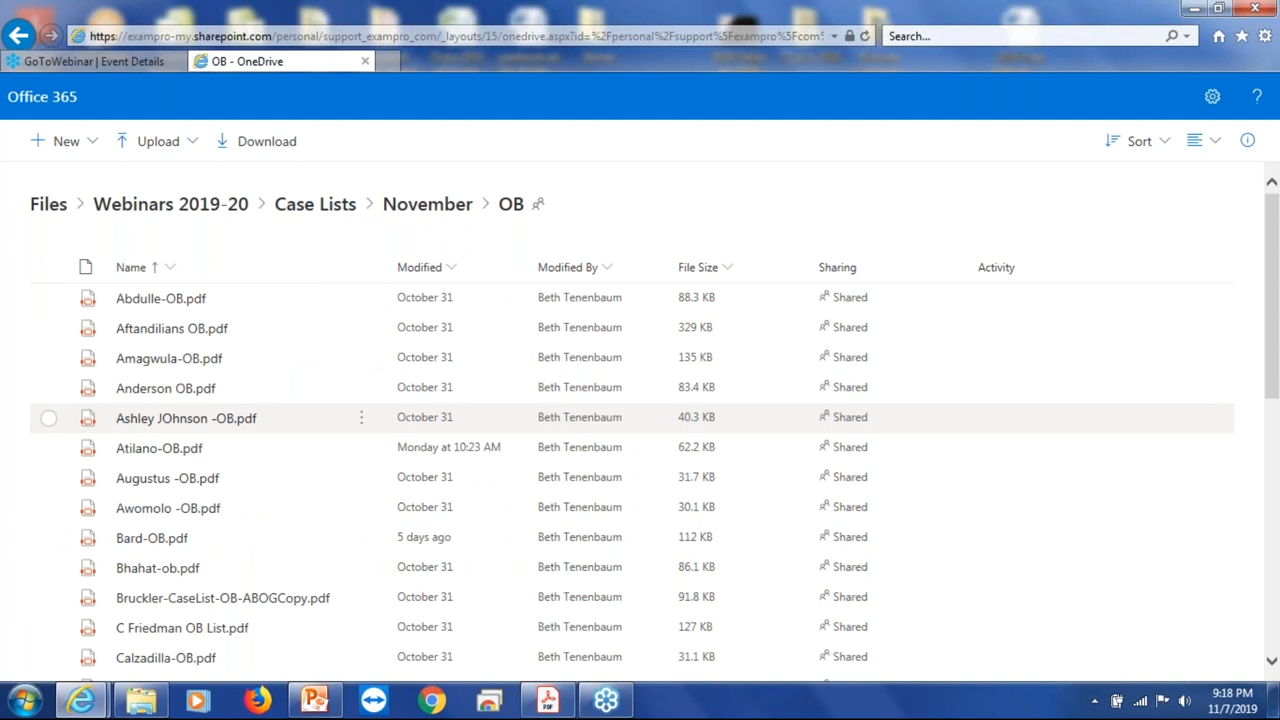 https://exampro-my.sharepoint.com/personal/support_exampro_com/_layouts/15/onedrive.aspx?id=%2Fpersonal%2Fsupport%5Fexampro%5Fcom%
Search...
GoToWebinar | Event Details
OB - OneDrive
Office 365
New Upload Download Sort
Files > Webinars 2019-20 > Case Lists > November > OB
Name Modified Modified By File Size Sharing Activity
Abdulle-OB.pdf October 31 Beth Tenenbaum 88.3 KB Shared
Aftandilians OB.pdf October 31 Beth Tenenbaum 329 KB Shared
Amagwula-OB.pdf October 31 Beth Tenenbaum 135 KB Shared
Anderson OB.pdf October 31 Beth Tenenbaum 83.4 KB Shared
Ashley JOhnson -OB.pdf October 31 Beth Tenenbaum 40.3 KB Shared
Atilano-OB.pdf Monday at 10:23 AM Beth Tenenbaum 62.2 KB Shared
Augustus -OB.pdf October 31 Beth Tenenbaum 31.7 KB Shared
Awomolo -OB.pdf October 31 Beth Tenenbaum 30.1 KB Shared
Bard-OB.pdf 5 days ago Beth Tenenbaum 112 KB Shared
Bhahat-ob.pdf October 31 Beth Tenenbaum 86.1 KB Shared
Bruckler-CaseList-OB-ABOGCopy.pdf October 31 Beth Tenenbaum 91.8 KB Shared
C Friedman OB List.pdf October 31 Beth Tenenbaum 127 KB Shared
Calzadilla-OB.pdf October 31 Beth Tenenbaum 31.1 KB Shared
PDF
9:18 PM
11/7/2019